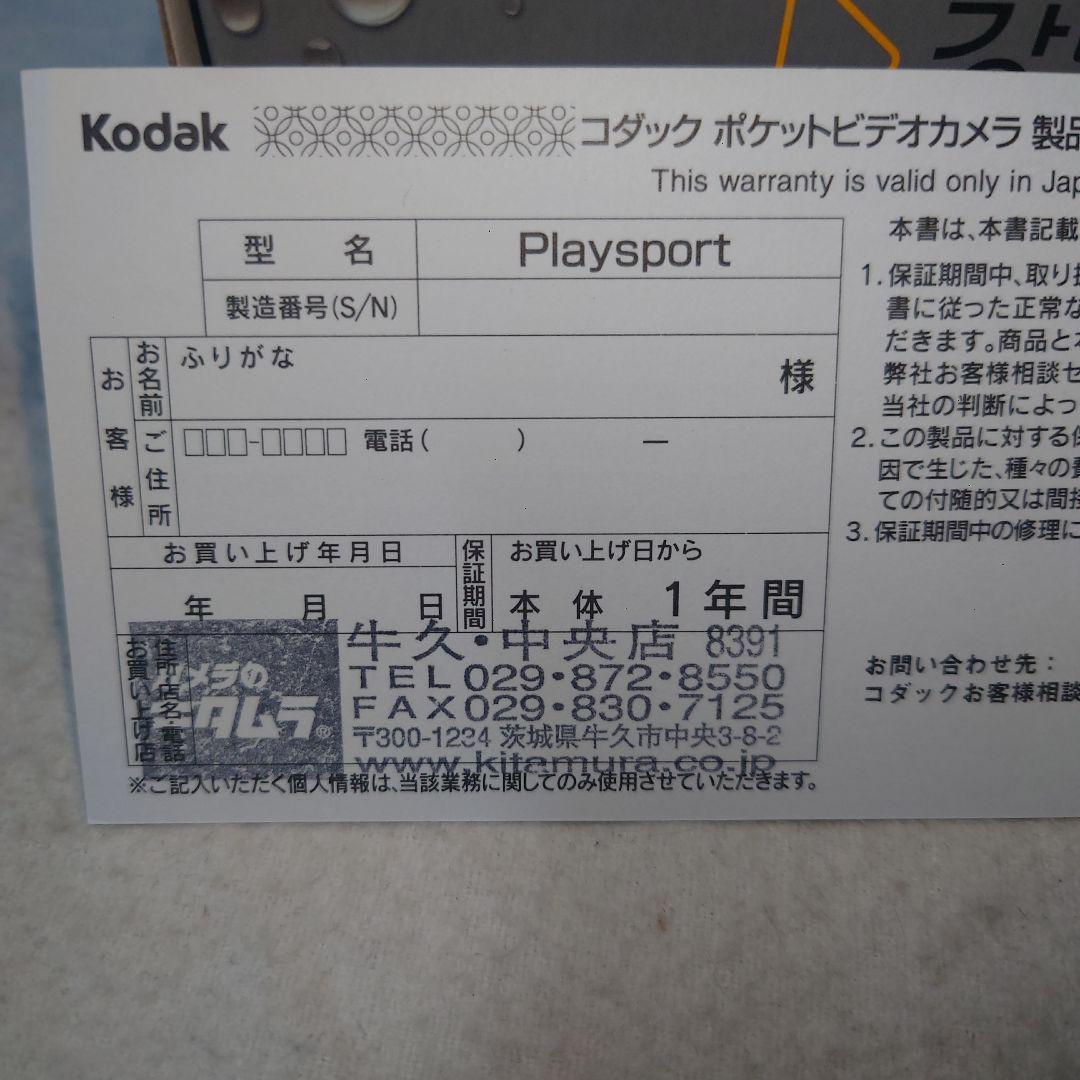 Kodak コダック ポケットビデオカメラ 製品
This warranty is valid only in Jap
型 名 Playsport
製造番号(S/N)
お客様
お名前 ふりがな 様
ご住所 □□□-□□□□ 電話( ) ―
お買い上げ年月日
年 月 日
保証期間
お買い上げ日から
本 体 1年間
お買い上げ店
住所・店名・電話
カメラの
キタムラ®
牛久・中央店 8391
TEL029・872・8550
FAX029・830・7125
〒300-1234 茨城県牛久市中央3-8-2
www.kitamura.co.jp
※ご記入いただく個人情報は、当該業務に関してのみ使用させていただきます。
本書は、本書記載
1.保証期間中、取り扱
書に従った正常な
だきます。商品と本
弊社お客様相談セ
当社の判断によっ
2.この製品に対する保
因で生じた、種々の費
ての付随的又は間接
3.保証期間中の修理に
お問い合わせ先：
コダックお客様相談